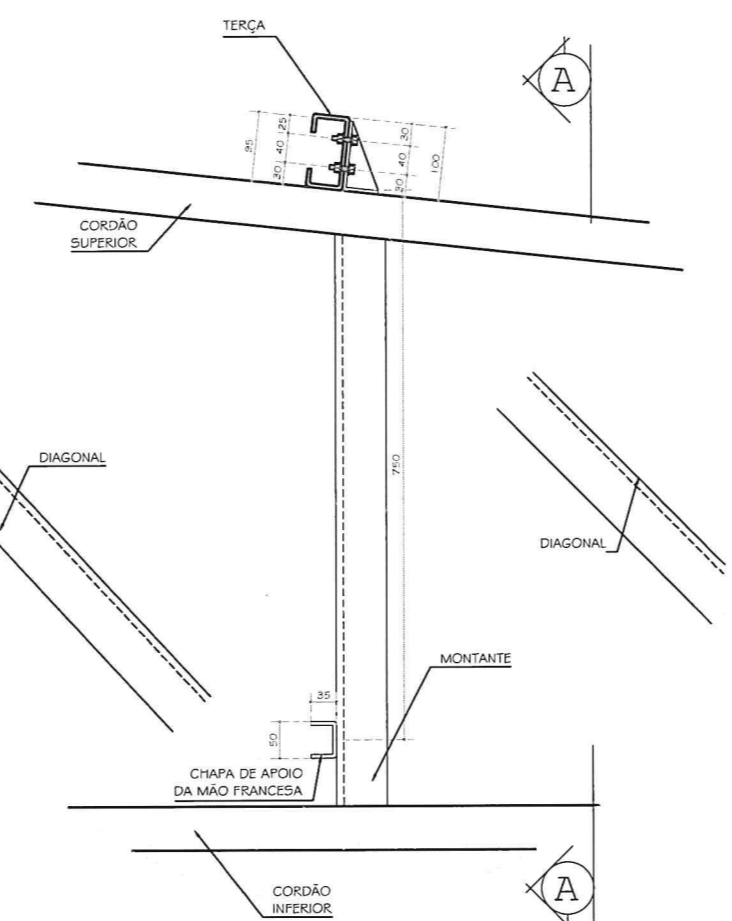 TERÇA
A
95
30 40 125
30 40 30
100
CORDÃO
SUPERIOR
DIAGONAL
750
DIAGONAL
MONTANTE
35
50
CHAPA DE APOIO
DA MÃO FRANCESA
CORDÃO
INFERIOR
A